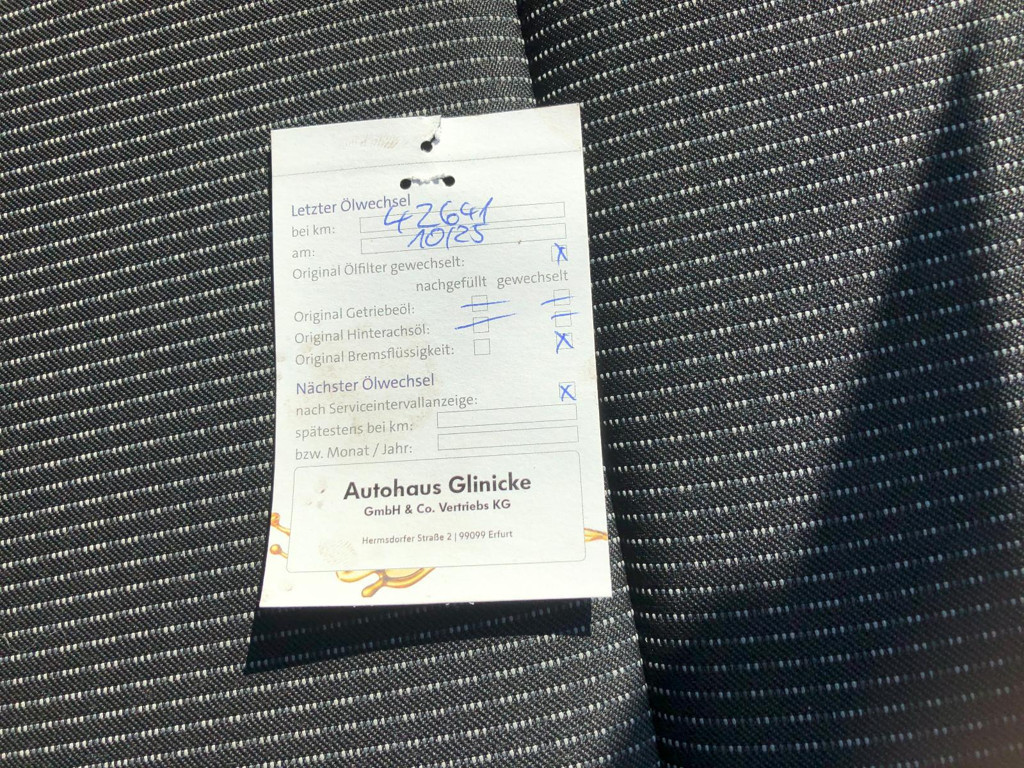 Letzter Ölwechsel
bei km: 42641
am: 10/25
Original Ölfilter gewechselt: X
nachgefüllt gewechselt
Original Getriebeöl:
Original Hinterachsöl:
Original Bremsflüssigkeit: X
Nächster Ölwechsel
nach Serviceintervallanzeige: X
spätestens bei km:
bzw. Monat / Jahr:
Autohaus Glinicke
GmbH & Co. Vertriebs KG
Hermsdorfer Straße 2 | 99099 Erfurt